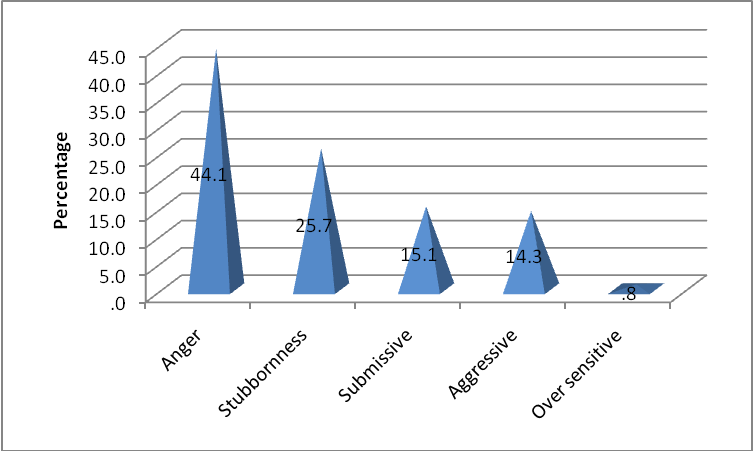 Percentage
45.0
40.0
35.0
30.0
25.0
20.0
15.0
10.0
5.0
.0
44.1
25.7
15.1
14.3
.8
Anger
Stubbornness
Submissive
Aggressive
Over sensitive